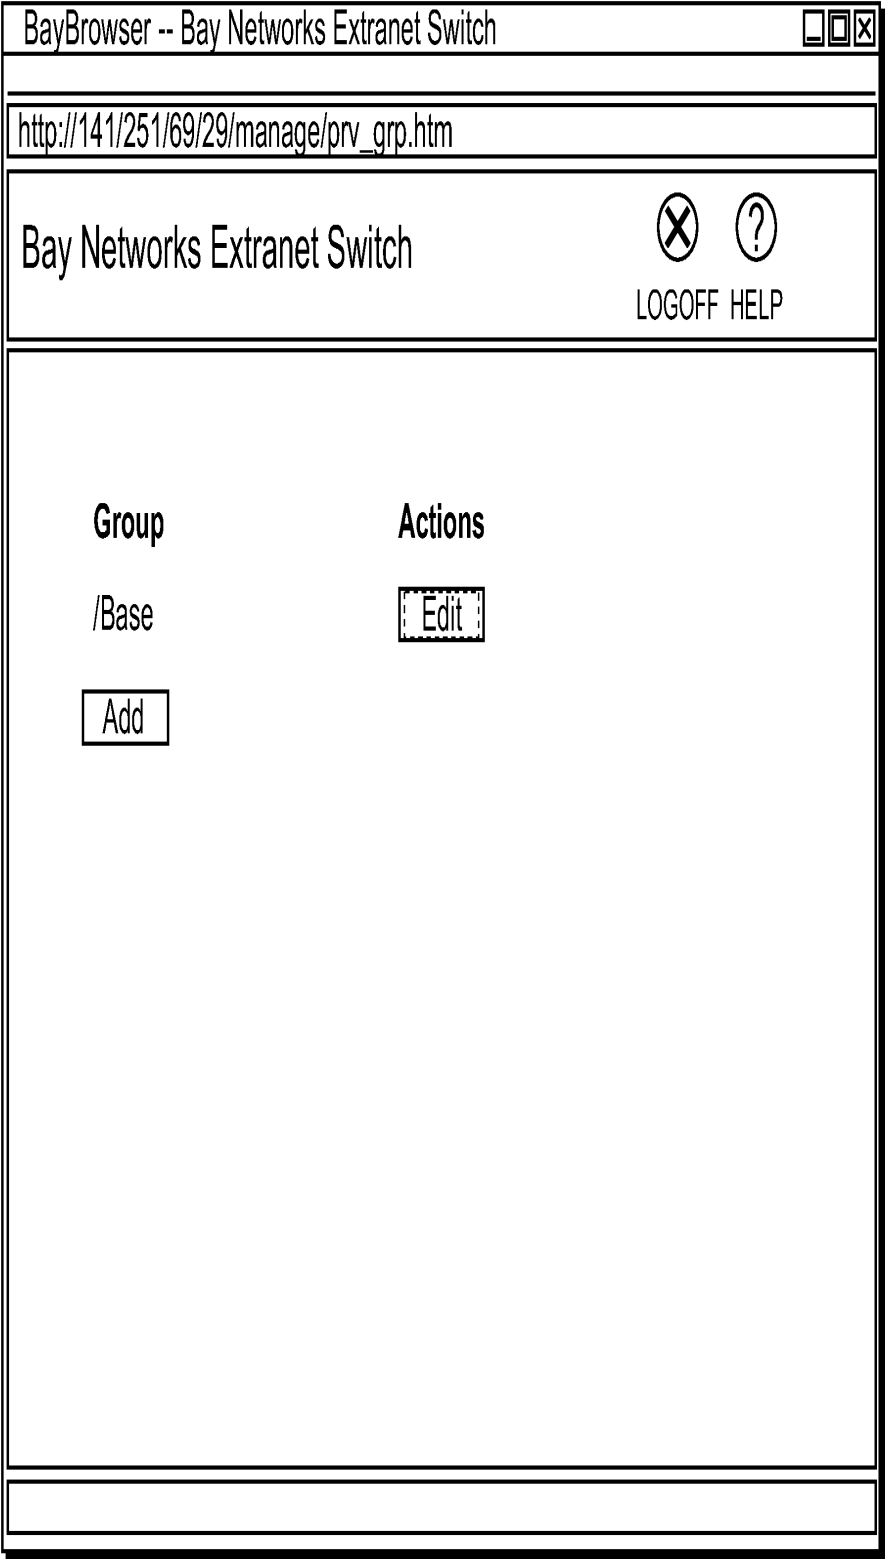 BayBrowser -- Bay Networks Extranet Switch
http://141/251/69/29/manage/prv_grp.htm
Bay Networks Extranet Switch
LOGOFF HELP
Group Actions
/Base Edit
Add